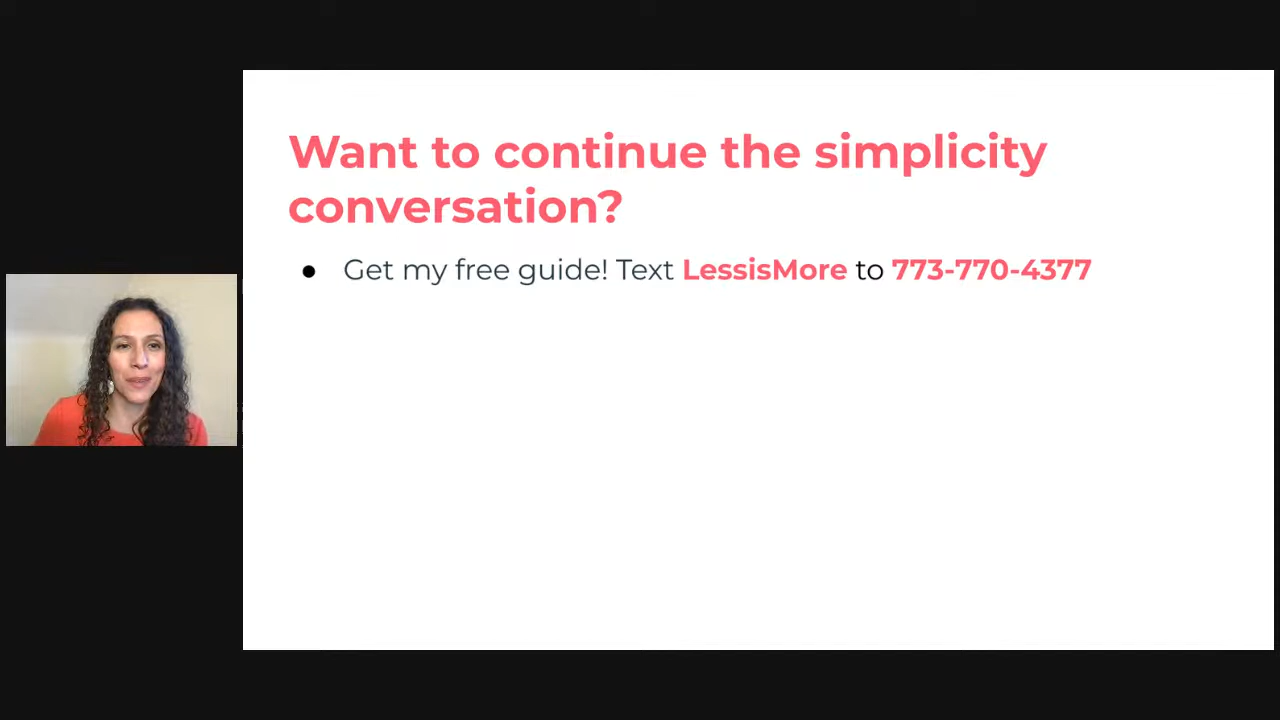 Want to continue the simplicity
conversation?
● Get my free guide! Text LessisMore to 773-770-4377